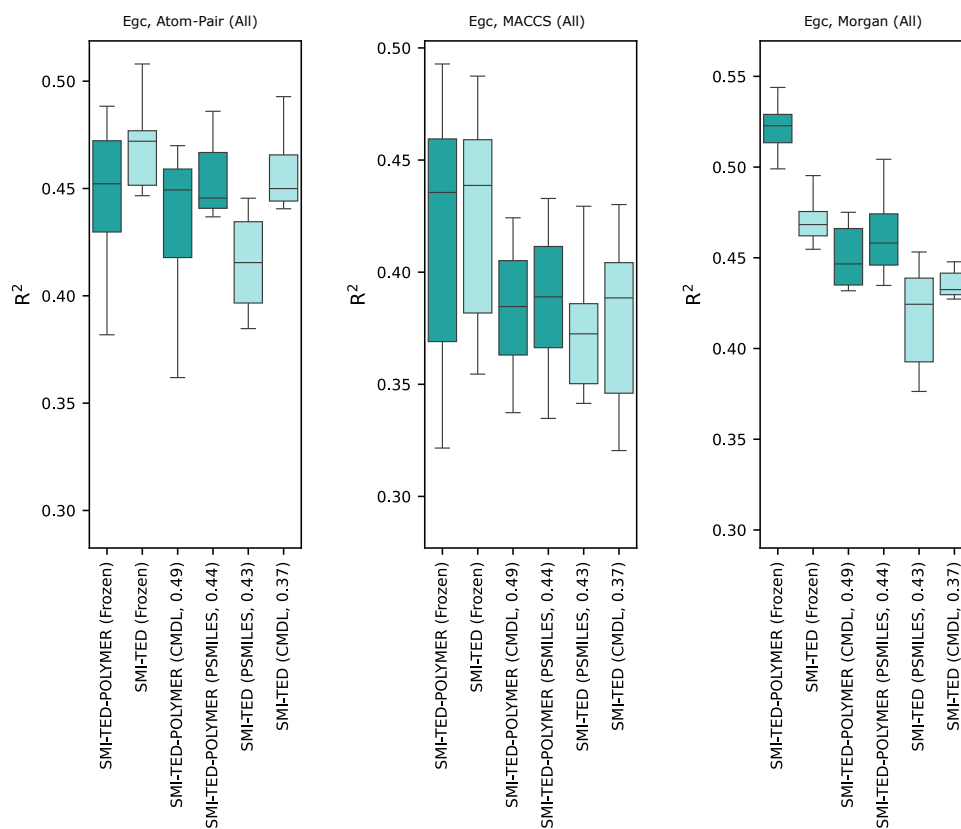 Egc, Atom-Pair (All)
R²
0.50
0.45
0.40
0.35
0.30
SMI-TED-POLYMER (Frozen)
SMI-TED (Frozen)
SMI-TED-POLYMER (CMDL, 0.49)
SMI-TED-POLYMER (PSMILES, 0.44)
SMI-TED (PSMILES, 0.43)
SMI-TED (CMDL, 0.37)
Egc, MACCS (All)
R²
0.50
0.45
0.40
0.35
0.30
SMI-TED-POLYMER (Frozen)
SMI-TED (Frozen)
SMI-TED-POLYMER (CMDL, 0.49)
SMI-TED-POLYMER (PSMILES, 0.44)
SMI-TED (PSMILES, 0.43)
SMI-TED (CMDL, 0.37)
Egc, Morgan (All)
R²
0.55
0.50
0.45
0.40
0.35
0.30
SMI-TED-POLYMER (Frozen)
SMI-TED (Frozen)
SMI-TED-POLYMER (CMDL, 0.49)
SMI-TED-POLYMER (PSMILES, 0.44)
SMI-TED (PSMILES, 0.43)
SMI-TED (CMDL, 0.37)